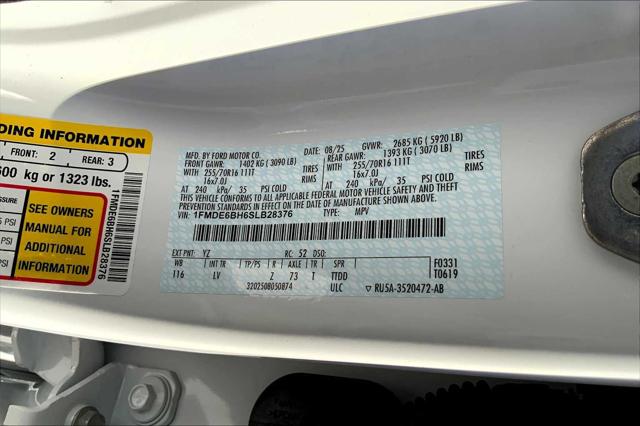 DING INFORMATION
FRONT: 2 REAR: 3
600 kg or 1323 lbs.
SEE OWNERS
MANUAL FOR
ADDITIONAL
INFORMATION
PSI
PSI
1FMDE6BH6SLB28376
MFD. BY FORD MOTOR CO.
DATE: 08/25 GVWR: 2685 KG ( 5920 LB)
FRONT GAWR: 1402 KG ( 3090 LB) REAR GAWR: 1393 KG ( 3070 LB)
WITH 255/70R16 111T TIRES WITH 255/70R16 111T TIRES
16x7.0J RIMS 16x7.0J RIMS
AT 240 kPa/ 35 PSI COLD AT 240 kPa/ 35 PSI COLD
THIS VEHICLE CONFORMS TO ALL APPLICABLE FEDERAL MOTOR VEHICLE SAFETY, BUMPER, AND THEFT
PREVENTION STANDARDS IN EFFECT ON THE DATE OF MANUFACTURE SHOWN ABOVE.
VIN: 1FMDE6BH6SLB28376 TYPE: MPV
EXT PNT: YZ RC: 52 DSO: F0331
WB INT TR TP/PS R AXLE TR SPR T0619
116 LV Z 73 T ITDD
3202508050874 ULC RU5A-3520472-AB